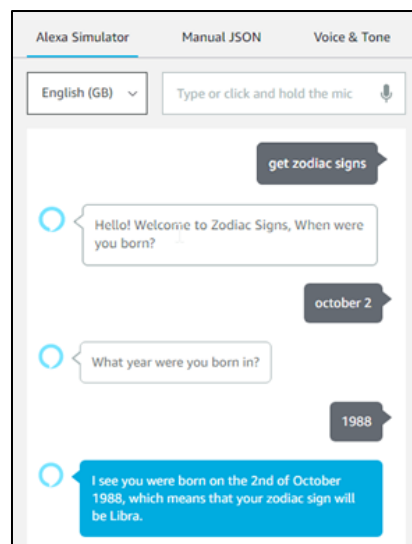 Alexa Simulator Manual JSON Voice & Tone
English (GB) Type or click and hold the mic
get zodiac signs
Hello! Welcome to Zodiac Signs, When were
you born?
october 2
What year were you born in?
1988
I see you were born on the 2nd of October
1988, which means that your zodiac sign will
be Libra.